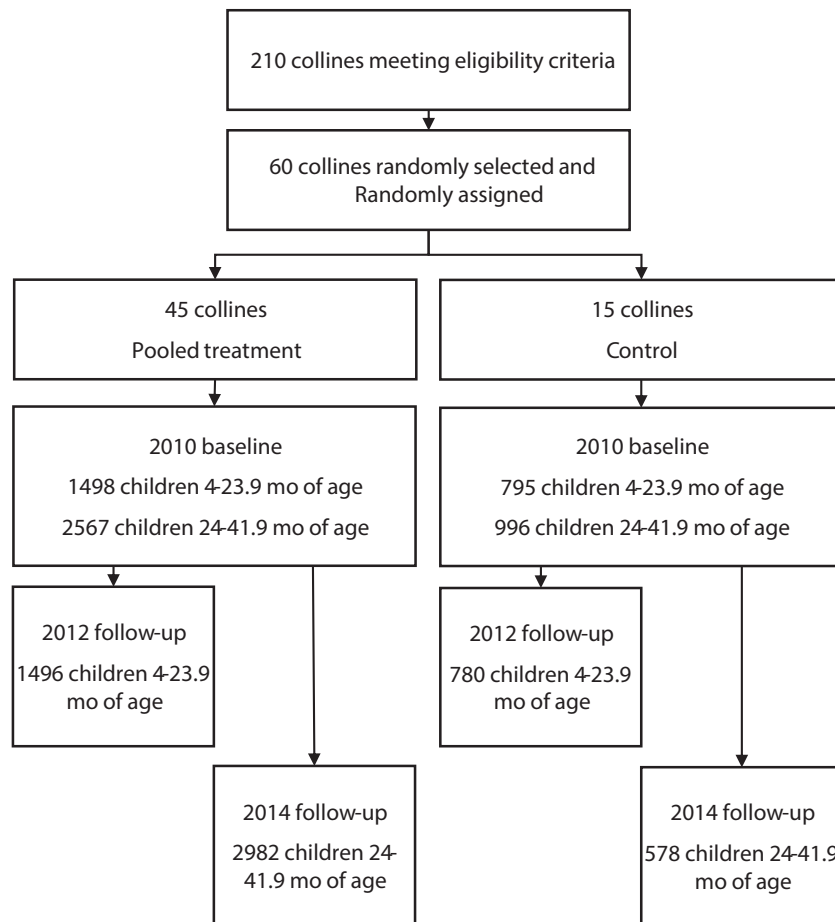 210 collines meeting eligibility criteria
60 collines randomly selected and
Randomly assigned
45 collines
Pooled treatment
15 collines
Control
2010 baseline
1498 children 4-23.9 mo of age
2567 children 24-41.9 mo of age
2010 baseline
795 children 4-23.9 mo of age
996 children 24-41.9 mo of age
2012 follow-up
1496 children 4-23.9
mo of age
2012 follow-up
780 children 4-23.9
mo of age
2014 follow-up
2982 children 24-
41.9 mo of age
2014 follow-up
578 children 24-41.9
mo of age